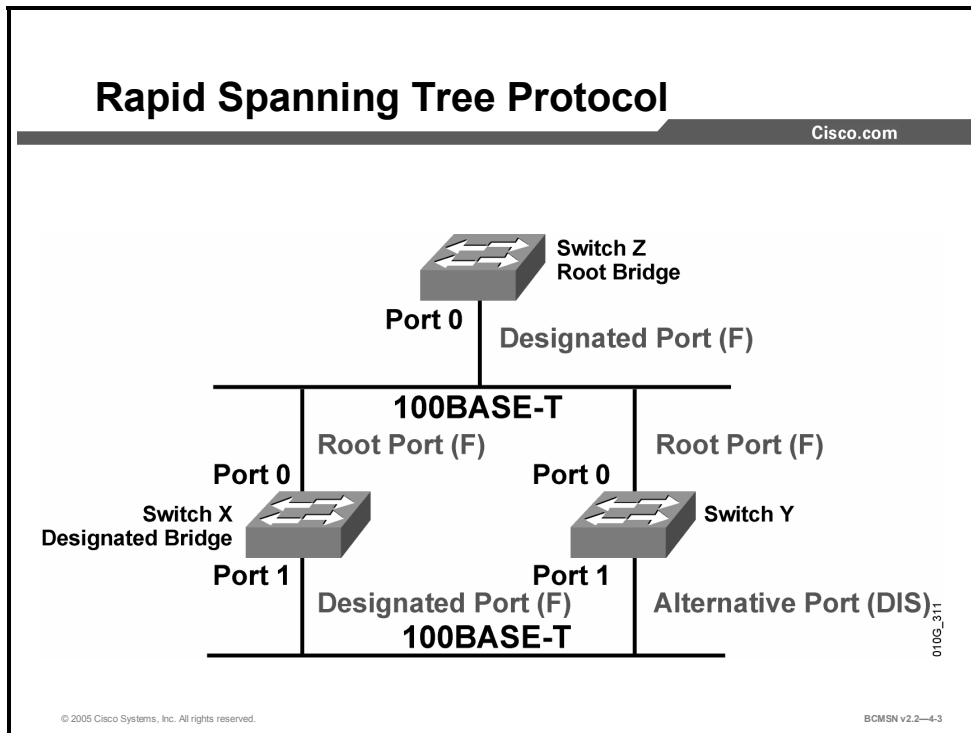 Rapid Spanning Tree Protocol
Cisco.com
Switch Z
Root Bridge
Port 0
Designated Port (F)
100BASE-T
Root Port (F)
Root Port (F)
Port 0
Port 0
Switch X
Designated Bridge
Switch Y
Port 1
Port 1
Designated Port (F)
Alternative Port (DIS)
100BASE-T
010G_311
© 2005 Cisco Systems, Inc. All rights reserved.
BCMSN v2.2—4-3